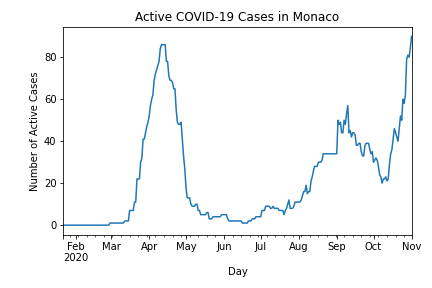 Active COVID-19 Cases in Monaco
Number of Active Cases
80
60
40
20
0
Feb Mar Apr May Jun Jul Aug Sep Oct Nov
2020
Day